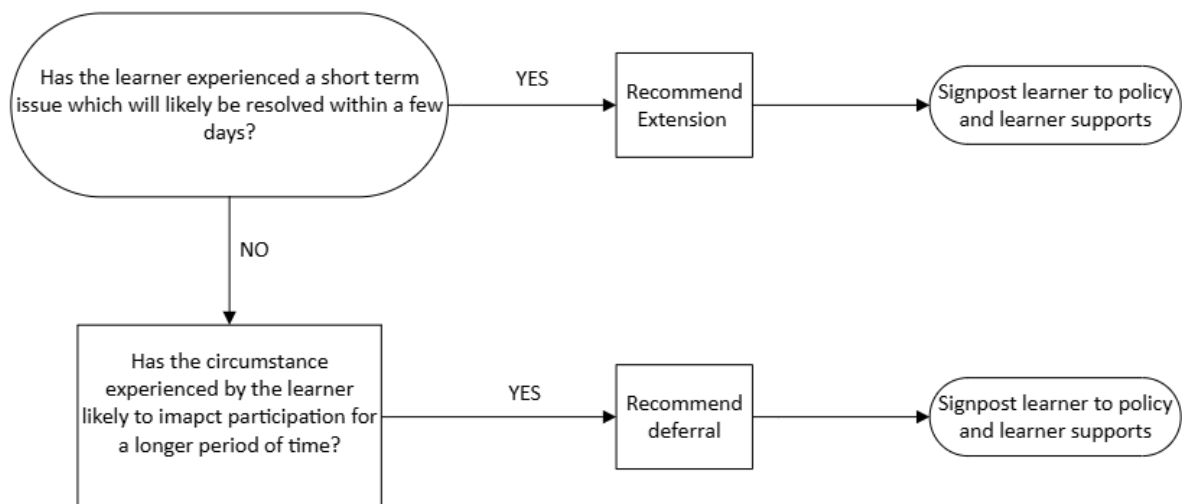 Has the learner experienced a short term
issue which will likely be resolved within a few
days?
YES
Recommend
Extension
Signpost learner to policy
and learner supports
NO
Has the circumstance
experienced by the learner
likely to imapct participation for
a longer period of time?
YES
Recommend
deferral
Signpost learner to policy
and learner supports